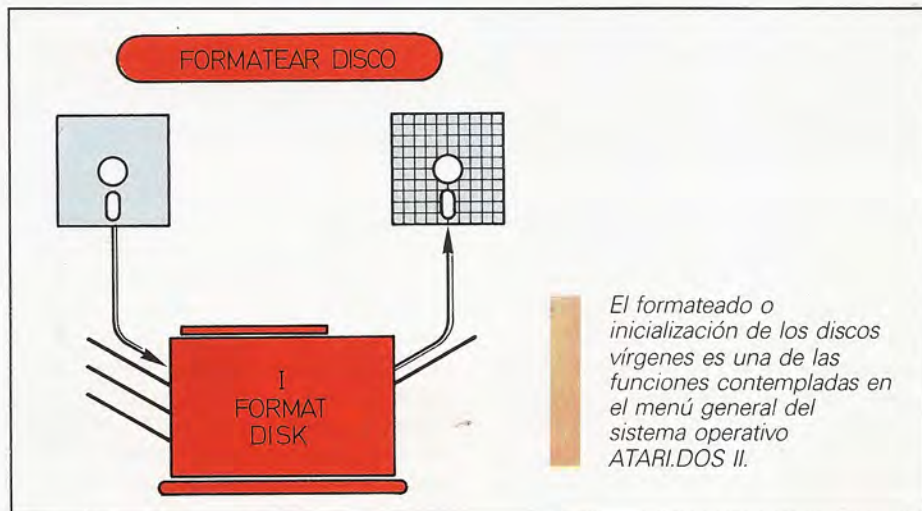 FORMATEAR DISCO
I
FORMAT
DISK
El formateado o
inicialización de los discos
vírgenes es una de las
funciones contempladas en
el menú general del
sistema operativo
ATARI.DOS II.